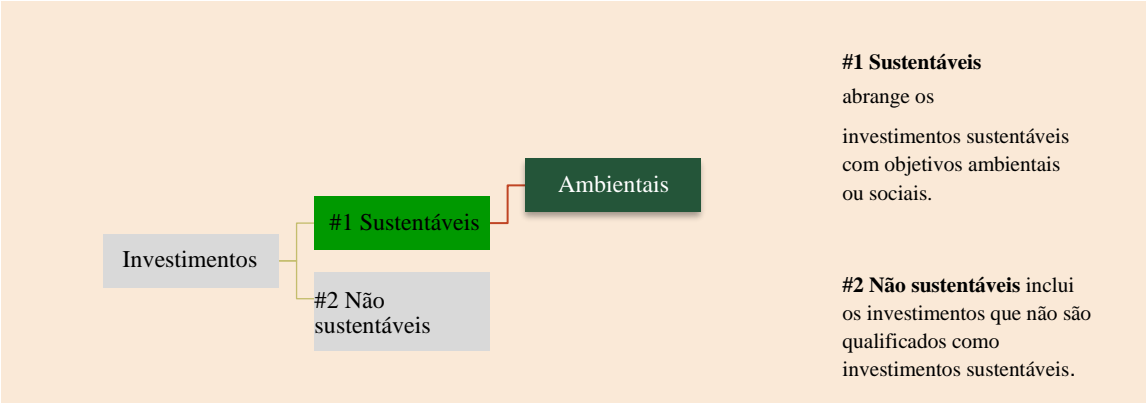 Investimentos
#1 Sustentáveis
#2 Não
sustentáveis
Ambientais
#1 Sustentáveis
abrange os
investimentos sustentáveis
com objetivos ambientais
ou sociais.
#2 Não sustentáveis inclui
os investimentos que não são
qualificados como
investimentos sustentáveis.